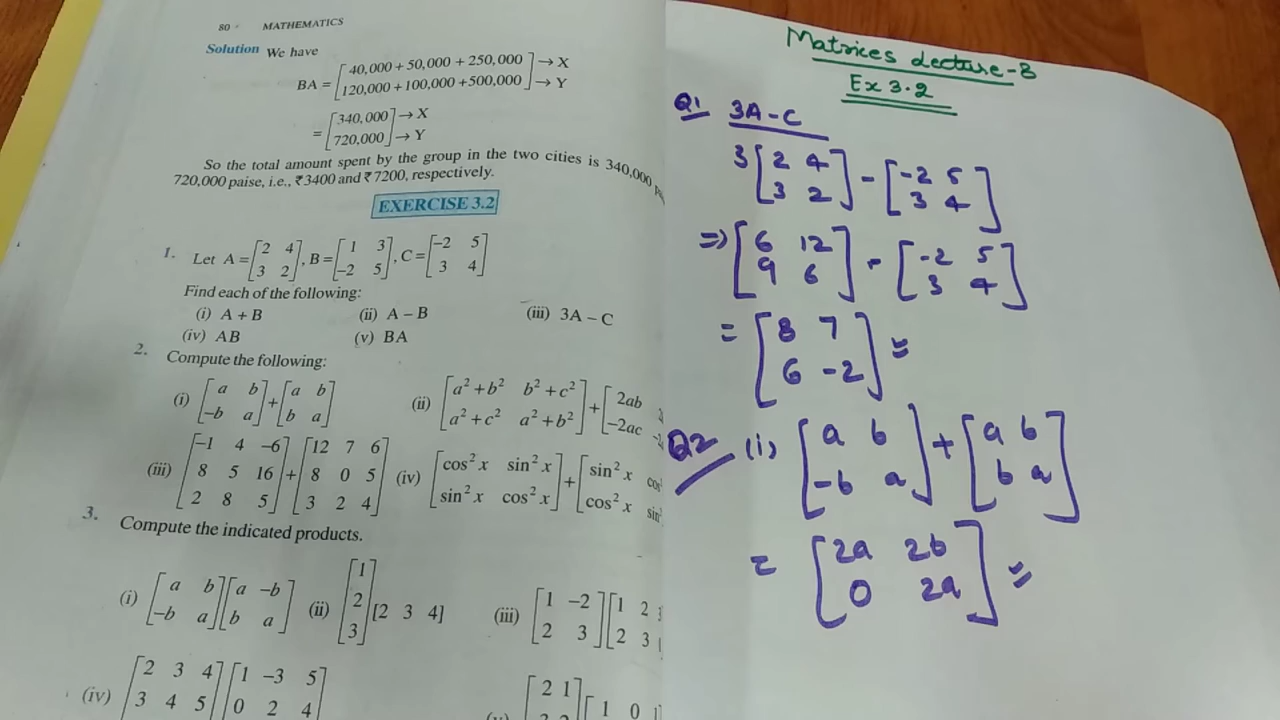 80 MATHEMATICS
Solution We have
BA = [40,000 + 50,000 + 250,000] → X
[120,000 + 100,000 +500,000] → Y
= [340,000] → X
[720,000] → Y
So the total amount spent by the group in the two cities is 340,000
720,000 paise, i.e., ₹ 3400 and ₹ 7200, respectively.
EXERCISE 3.2
1. Let A = [2 4; 3 2], B = [1 3; −2 5], C = [−2 5; 3 4]
Find each of the following:
(i) A + B (ii) A − B (iii) 3A − C
(iv) AB (v) BA
2. Compute the following:
(i) [a b; −b a] + [a b; b a] (ii) [a² + b² b² + c²; a² + c² a² + b²] + [2ab; −2ac
(iii) [−1 4 −6; 8 5 16; 2 8 5] + [12 7 6; 8 0 5; 3 2 4] (iv) [cos² x sin² x; sin² x cos² x] + [sin² x; cos² x
3. Compute the indicated products.
(i) [a b; −b a] [a −b; b a] (ii) [1; 2; 3] [2 3 4] (iii) [1 −2; 2 3] [1 2; 2 3
(iv) [2 3 4; 3 4 5 [1 −3 5; 0 2 4
[2 1] [1 0 1
Matrices Lecture-8
Ex 3.2
Q1 3A-C
3 [2 4; 3 2] - [-2 5; 3 4]
=> [6 12; 9 6] - [-2 5; 3 4]
= [8 7; 6 -2] =
Q2 (i) [a b; -b a] + [a b; b a]
= [2a 2b; 0 2a] =